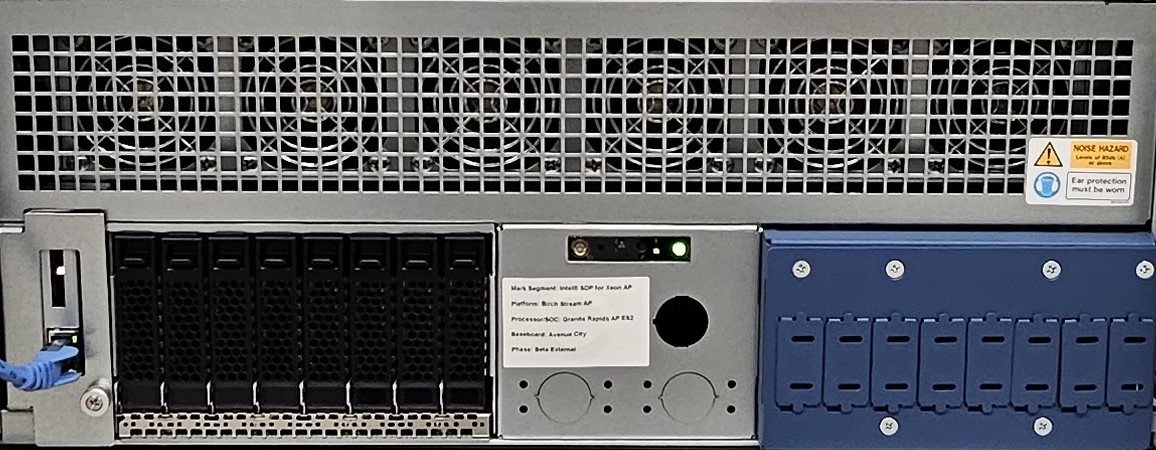 NOISE HAZARD
Levels of 85db (A)
or above
Ear protection
must be worn
Mark Segment: Intel® SDP for Xeon AP
Platform: Birch Stream AP
Processor/SOC: Granite Rapids AP ES2
Baseboard: Avenue City
Phase: Beta External